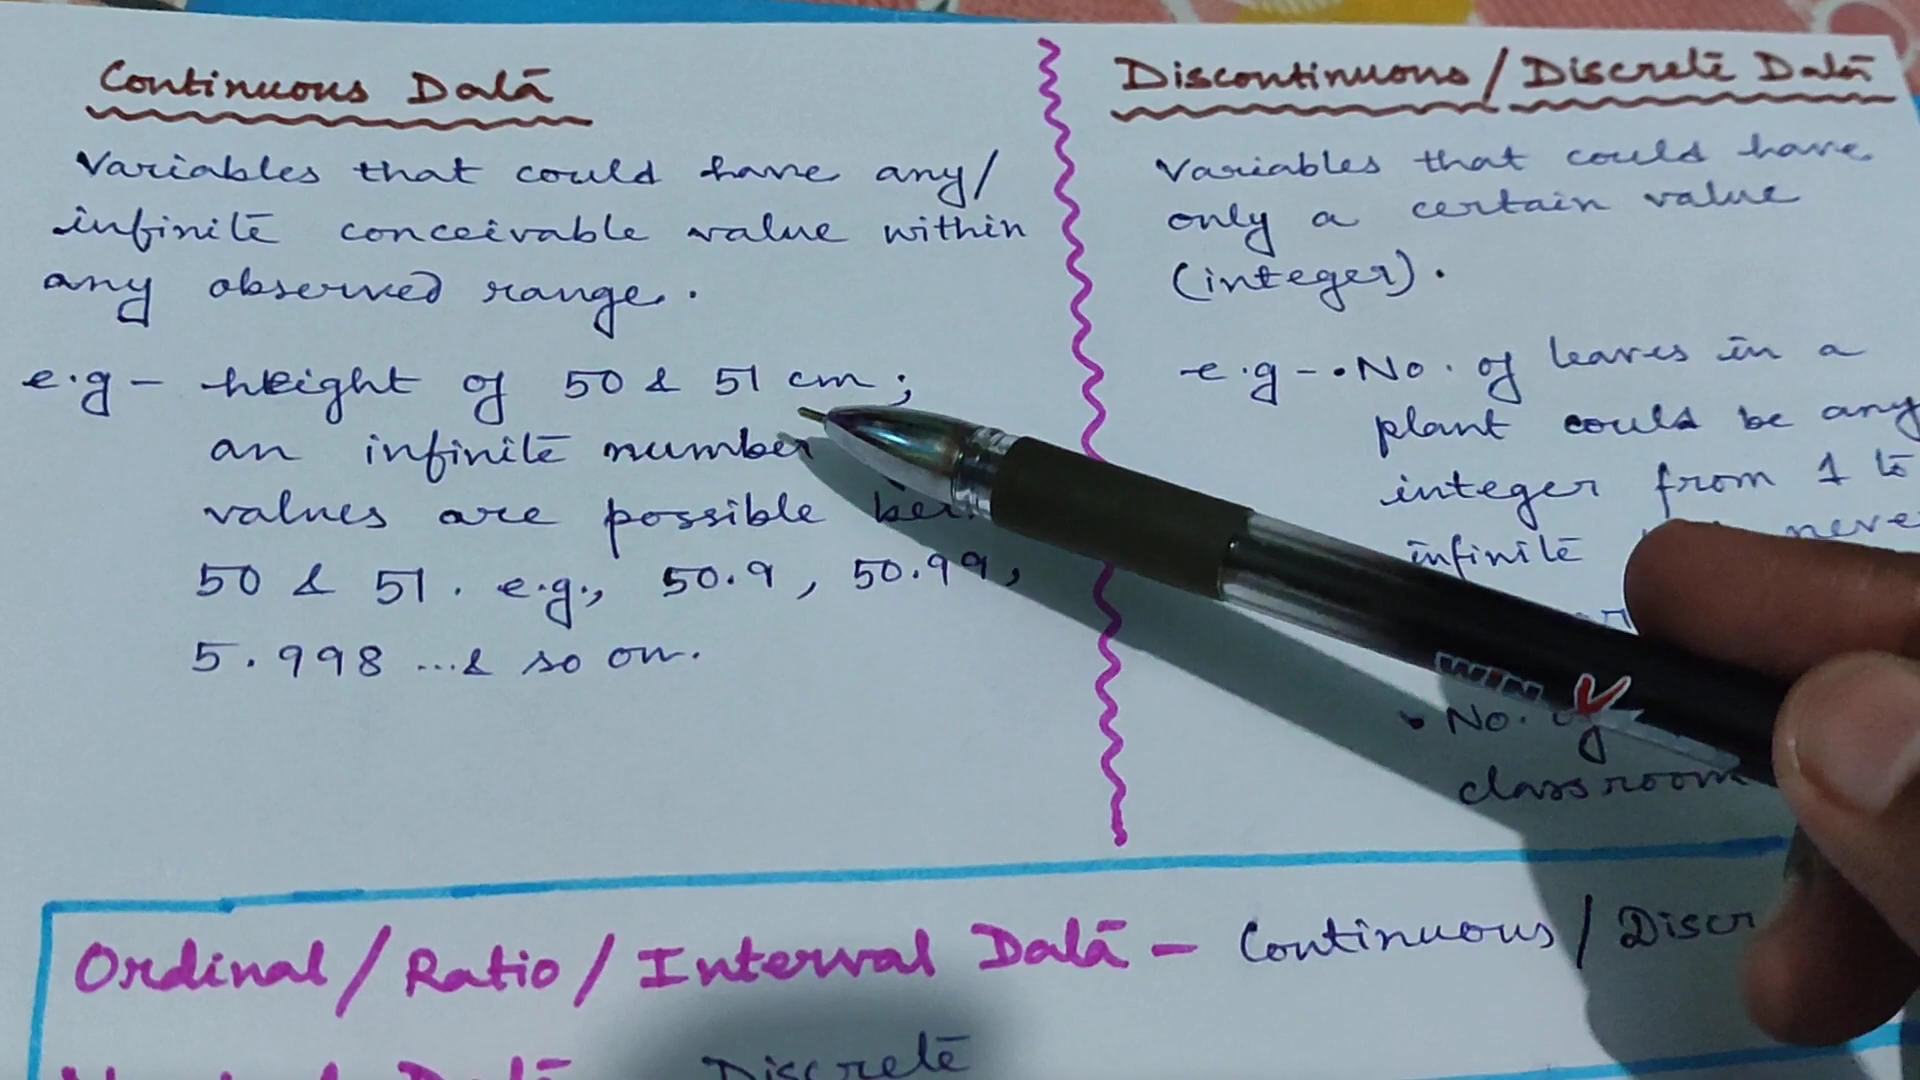 Continuous Data
Variables that could have any/
infinite conceivable value within
any observed range.
e.g - height of 50 & 51 cm;
an infinite number
values are possible
50 & 51. e.g., 50.9, 50.99,
5.998 ...& so on.
Discontinuous/Discrete Data
Variables that could have
only a certain value
(integer).
e.g - • No. of leaves in a
plant could be any
integer from 1 to
infinite never
• No. of
classroom
WIN
Ordinal/Ratio/Interval Data - Continuous/Discr
Data Discrete